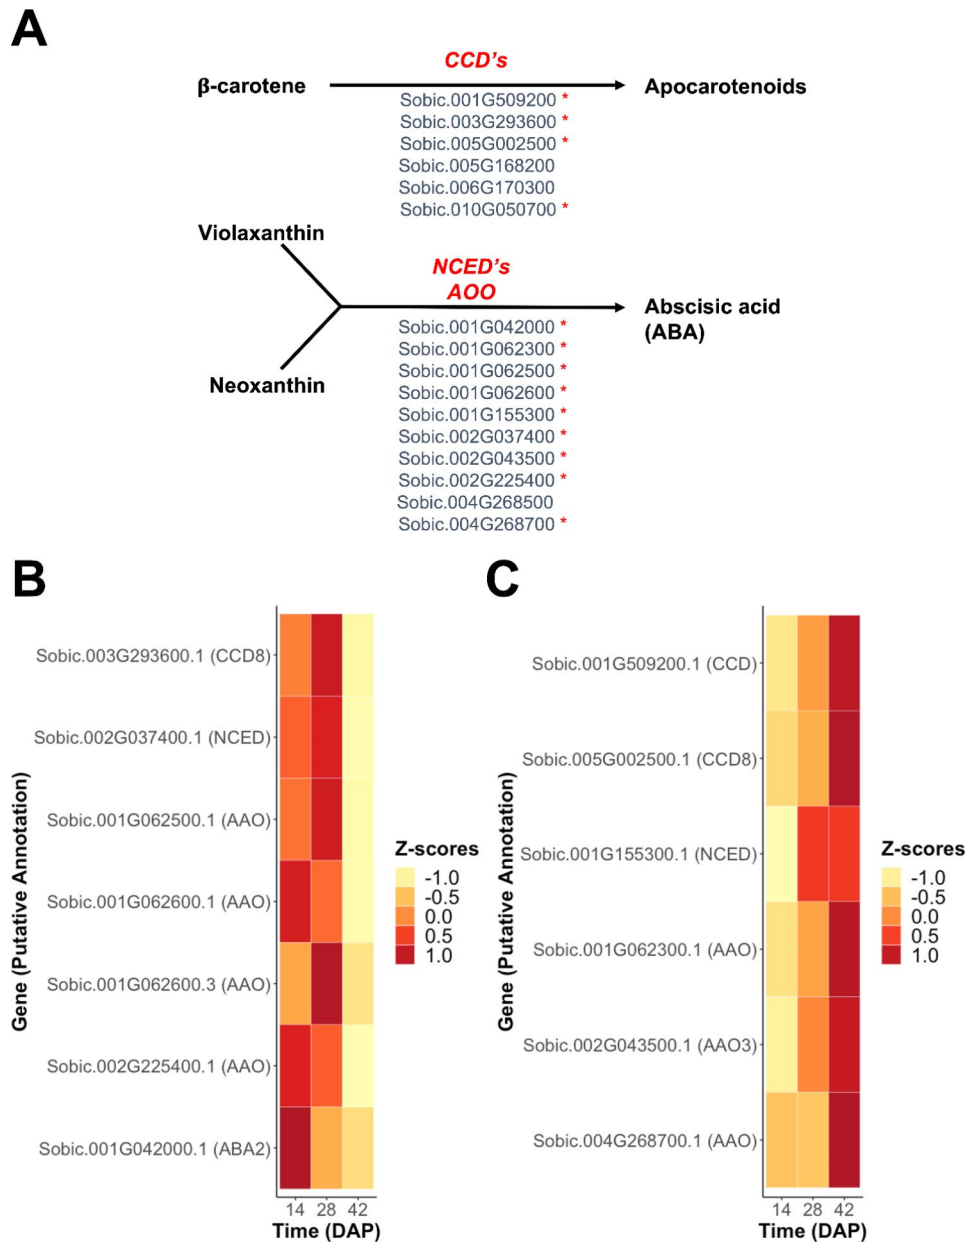 A
CCD's
β-carotene
Apocarotenoids
Sobic.001G509200 *
Sobic.003G293600 *
Sobic.005G002500 *
Sobic.005G168200
Sobic.006G170300
Sobic.010G050700 *
Violaxanthin
NCED's
AOO
Abscisic acid
(ABA)
Neoxanthin
Sobic.001G042000 *
Sobic.001G062300 *
Sobic.001G062500 *
Sobic.001G062600 *
Sobic.001G155300 *
Sobic.002G037400 *
Sobic.002G043500 *
Sobic.002G225400 *
Sobic.004G268500
Sobic.004G268700 *
B
Gene (Putative Annotation)
Sobic.003G293600.1 (CCD8)
Sobic.002G037400.1 (NCED)
Sobic.001G062500.1 (AAO)
Sobic.001G062600.1 (AAO)
Sobic.001G062600.3 (AAO)
Sobic.002G225400.1 (AAO)
Sobic.001G042000.1 (ABA2)
14 28 42
Time (DAP)
Z-scores
-1.0
-0.5
0.0
0.5
1.0
C
Gene (Putative Annotation)
Sobic.001G509200.1 (CCD)
Sobic.005G002500.1 (CCD8)
Sobic.001G155300.1 (NCED)
Sobic.001G062300.1 (AAO)
Sobic.002G043500.1 (AAO3)
Sobic.004G268700.1 (AAO)
14 28 42
Time (DAP)
Z-scores
-1.0
-0.5
0.0
0.5
1.0